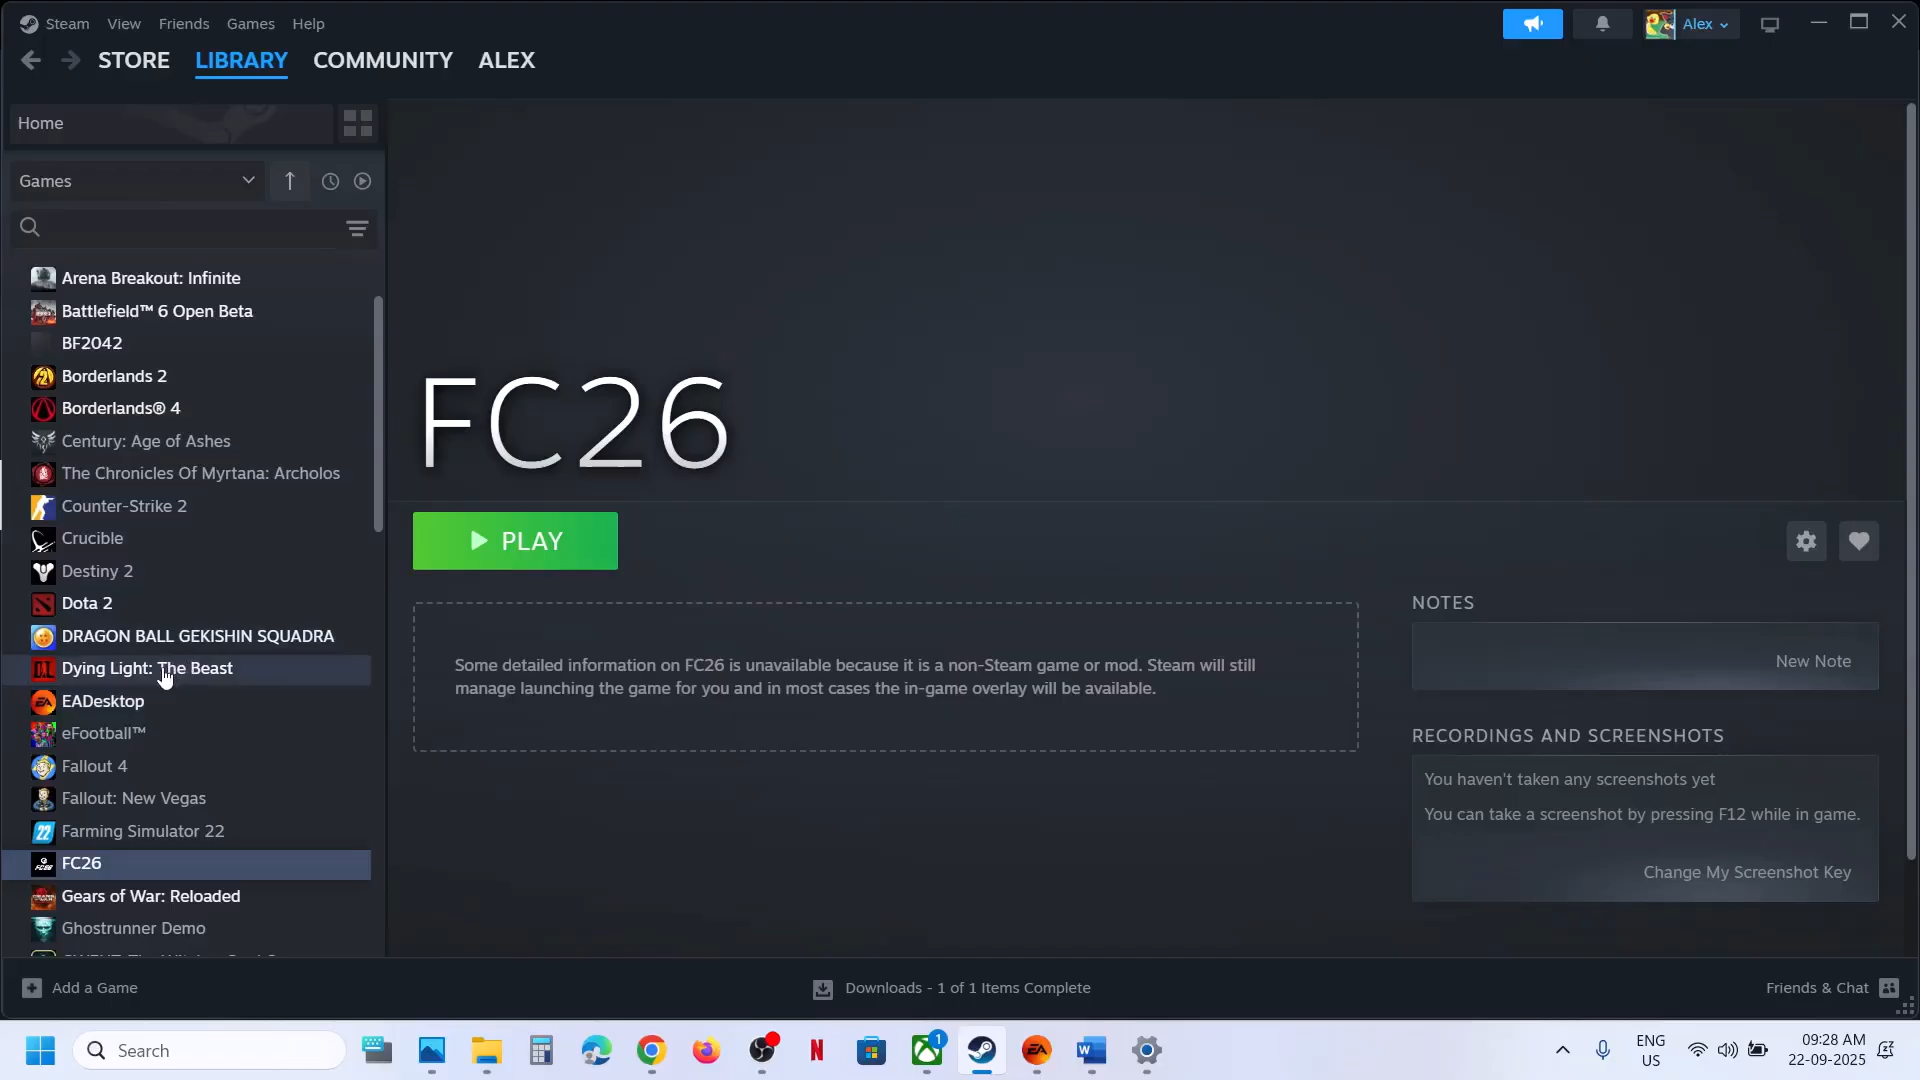 Steam View Friends Games Help
Alex
STORE LIBRARY COMMUNITY ALEX
Home
Games
Arena Breakout: Infinite
Battlefield™ 6 Open Beta
BF2042
Borderlands 2
Borderlands® 4
Century: Age of Ashes
The Chronicles Of Myrtana: Archolos
Counter-Strike 2
Crucible
Destiny 2
Dota 2
DRAGON BALL GEKISHIN SQUADRA
Dying Light: The Beast
EADesktop
eFootball™
Fallout 4
Fallout: New Vegas
Farming Simulator 22
FC26
Gears of War: Reloaded
Ghostrunner Demo
FC26
PLAY
Some detailed information on FC26 is unavailable because it is a non-Steam game or mod. Steam will still
manage launching the game for you and in most cases the in-game overlay will be available.
NOTES
New Note
RECORDINGS AND SCREENSHOTS
You haven't taken any screenshots yet
You can take a screenshot by pressing F12 while in game.
Change My Screenshot Key
Add a Game
Downloads - 1 of 1 Items Complete
Friends & Chat
Search
1
ENG
US
09:28 AM
22-09-2025